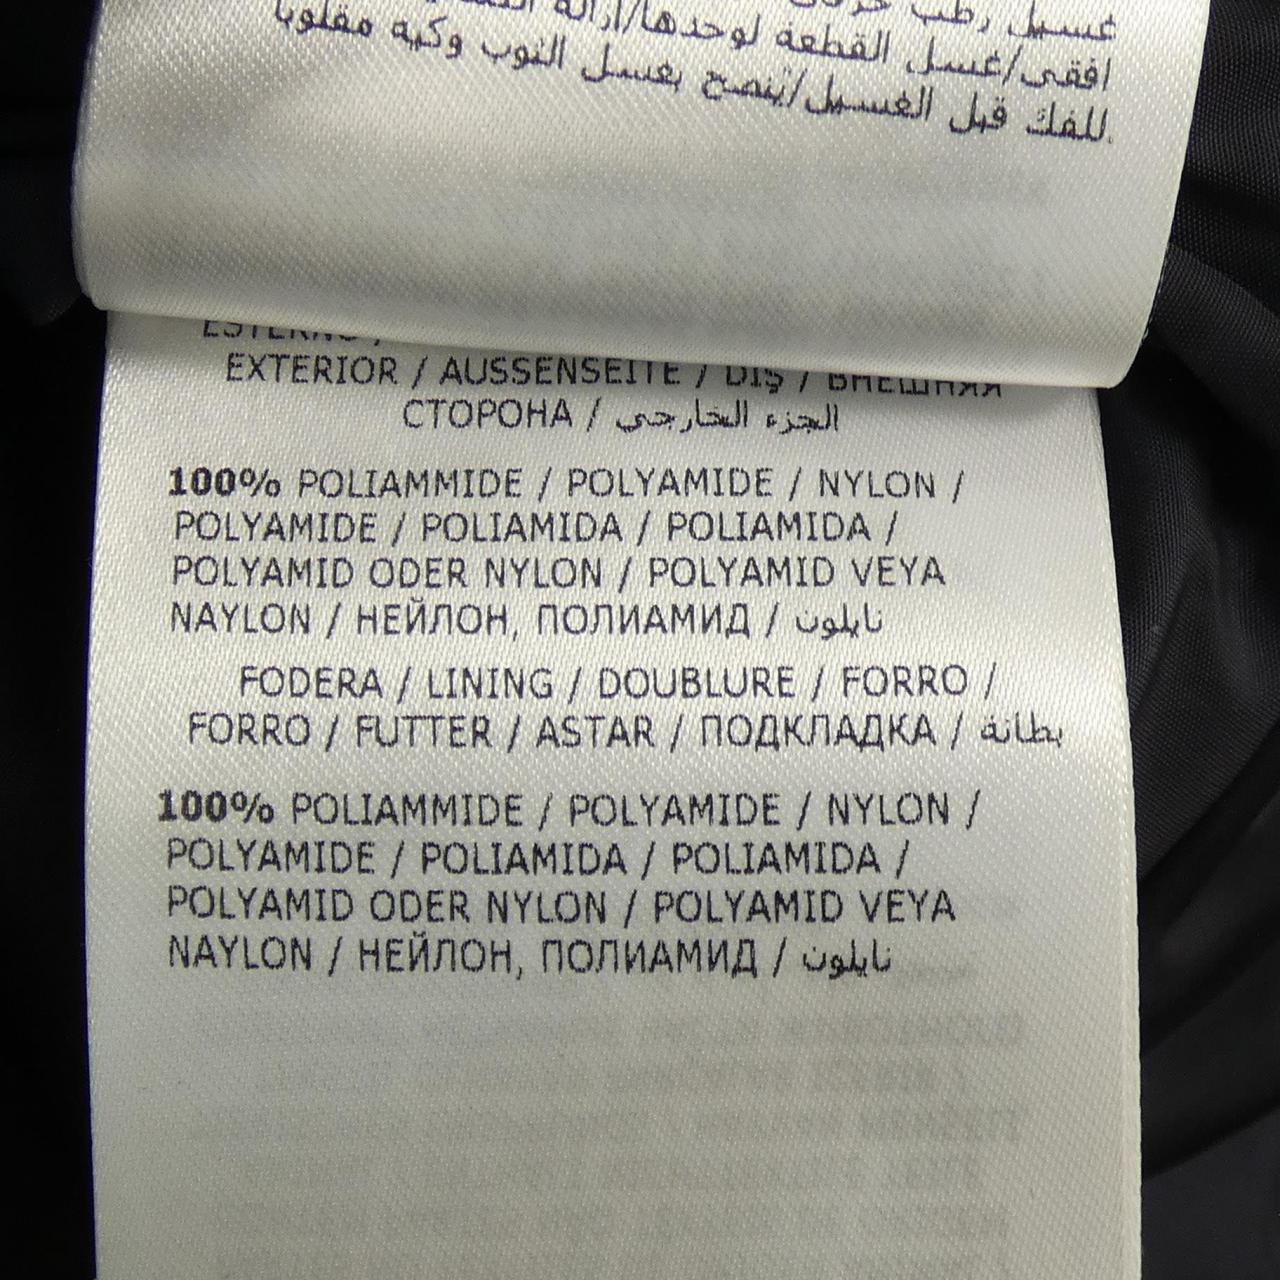 غسيل رطب
افقي/غسل القطعة لوحدها/ازالة
للفك قبل الغسيل/ينصح بغسل الثوب وكيه مقلوبا
ESTERNO /
EXTERIOR / AUSSENSEITE / DIŞ / ВНЕШНЯЯ
СТОРОНА / الجزء الخارجي
100% POLIAMMIDE / POLYAMIDE / NYLON /
POLYAMIDE / POLIAMIDA / POLIAMIDA /
POLYAMID ODER NYLON / POLYAMID VEYA
NAYLON / НЕЙЛОН, ПОЛИАМИД / نايلون
FODERA / LINING / DOUBLURE / FORRO /
FORRO / FUTTER / ASTAR / ПОДКЛАДКА / بطانة
100% POLIAMMIDE / POLYAMIDE / NYLON /
POLYAMIDE / POLIAMIDA / POLIAMIDA /
POLYAMID ODER NYLON / POLYAMID VEYA
NAYLON / НЕЙЛОН, ПОЛИАМИД / نايلون